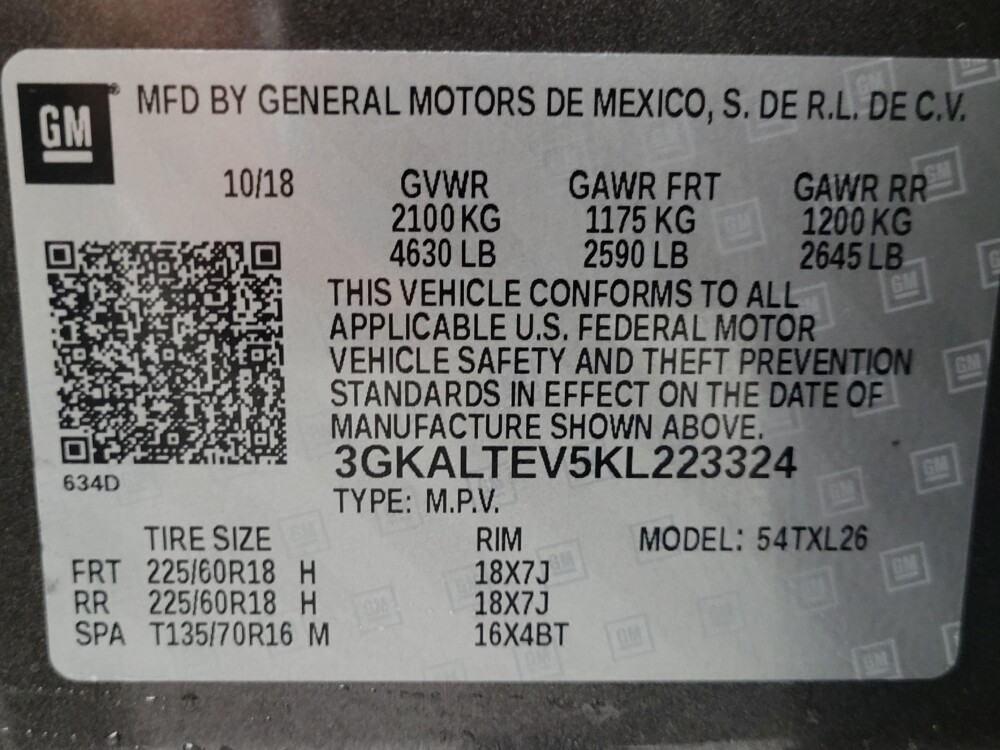 GM ® MFD BY GENERAL MOTORS DE MEXICO, S. DE R.L. DE C.V.
10/18 GVWR GAWR FRT GAWR RR
2100 KG 1175 KG 1200 KG
4630 LB 2590 LB 2645 LB
THIS VEHICLE CONFORMS TO ALL
APPLICABLE U.S. FEDERAL MOTOR
VEHICLE SAFETY AND THEFT PREVENTION
STANDARDS IN EFFECT ON THE DATE OF
MANUFACTURE SHOWN ABOVE.
3GKALTEV5KL223324
634D
TYPE: M.P.V.
TIRE SIZE RIM MODEL: 54TXL26
FRT 225/60R18 H 18X7J
RR 225/60R18 H 18X7J
SPA T135/70R16 M 16X4BT